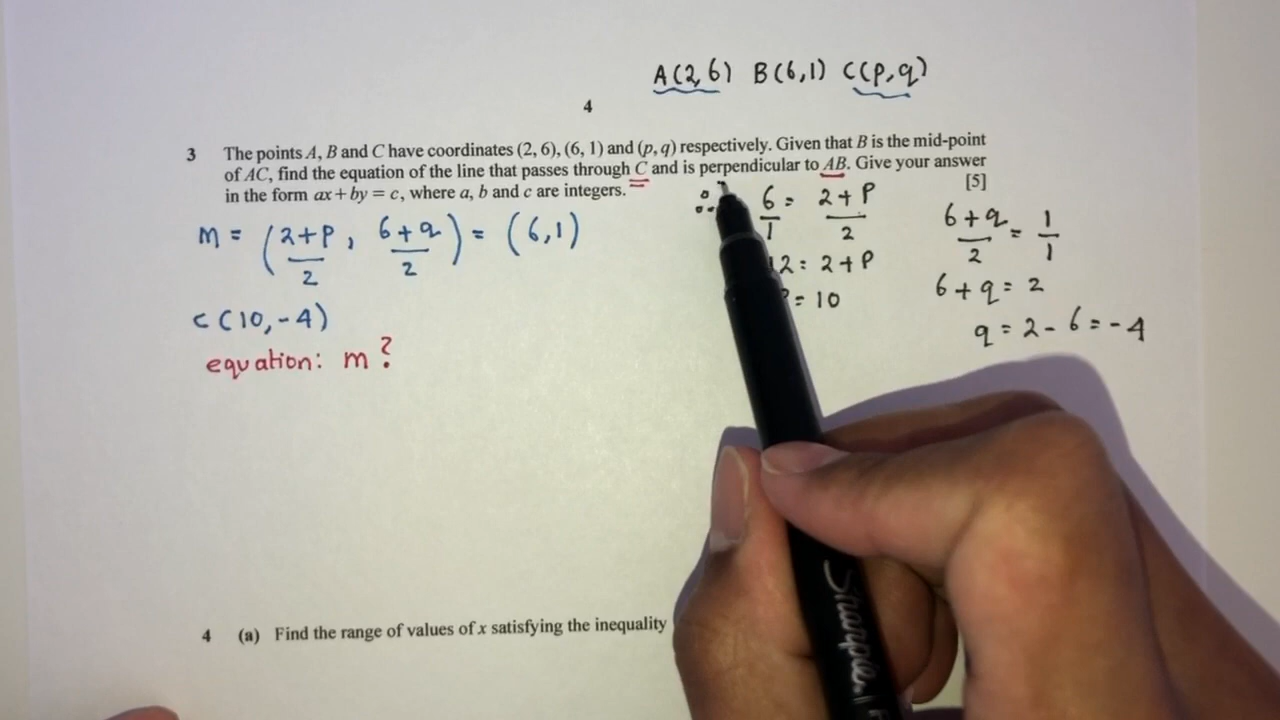 A(2,6) B(6,1) C(p,q)
4
3 The points A, B and C have coordinates (2, 6), (6, 1) and (p, q) respectively. Given that B is the mid-point
of AC, find the equation of the line that passes through C and is perpendicular to AB. Give your answer
in the form ax + by = c, where a, b and c are integers. [5]
M = (2+P/2, 6+q/2) = (6,1)
C(10,-4)
equation: m?
6/1 = 2+P/2
12 = 2+P
= 10
6+q/2 = 1/1
6+q = 2
q = 2-6 = -4
4 (a) Find the range of values of x satisfying the inequality
Sharpie